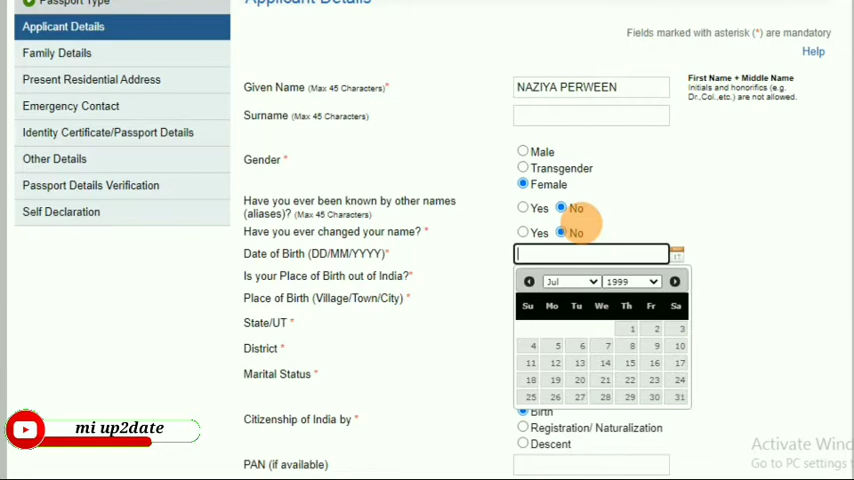 Passport Type
Applicant Details
Applicant Details
Family Details
Present Residential Address
Emergency Contact
Identity Certificate/Passport Details
Other Details
Passport Details Verification
Self Declaration
Fields marked with asterisk (*) are mandatory
Help
Given Name (Max 45 Characters)*
NAZIYA PERWEEN
First Name + Middle Name
Initials and honorifics (e.g.
Dr.,Col.,etc.) are not allowed.
Surname (Max 45 Characters)
Gender *
Male
Transgender
Female
Have you ever been known by other names
(aliases)? (Max 45 Characters)*
Yes No
Have you ever changed your name? *
Yes No
Date of Birth (DD/MM/YYYY)*
Is your Place of Birth out of India?*
Place of Birth (Village/Town/City) *
State/UT *
District *
Marital Status *
Jul 1999
Su Mo Tu We Th Fr Sa
1 2 3
4 5 6 7 8 9 10
11 12 13 14 15 16 17
18 19 20 21 22 23 24
25 26 27 28 29 30 31
Citizenship of India by *
Birth
Registration/ Naturalization
Descent
PAN (if available)
mi up2date
Activate Wind
Go to PC settings t